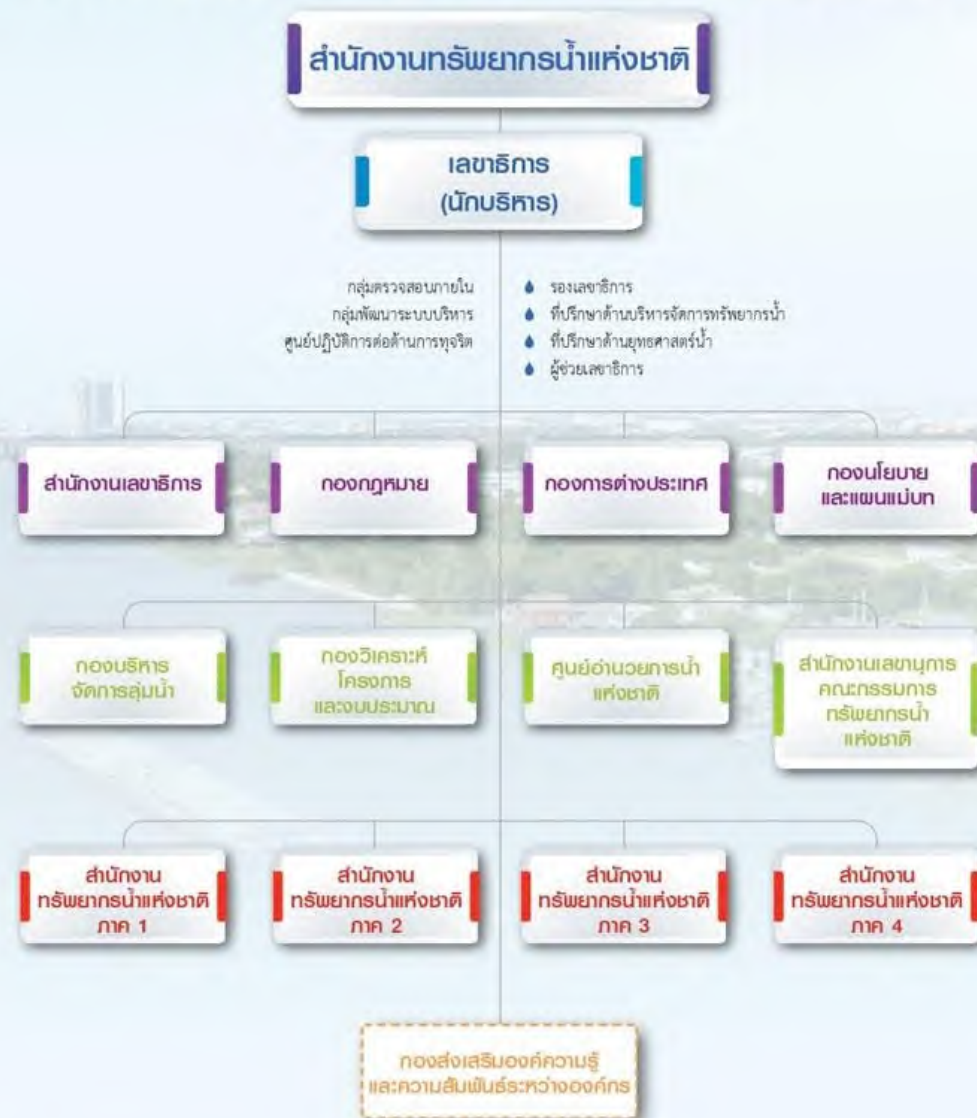 สำนักงานทรัพยากรน้ำแห่งชาติ
เลขาธิการ
(นักบริหาร)
กลุ่มตรวจสอบภายใน
กลุ่มพัฒนาระบบบริหาร
ศูนย์ปฏิบัติการต่อต้านการทุจริต
รองเลขาธิการ
ที่ปรึกษาด้านบริหารจัดการทรัพยากรน้ำ
ที่ปรึกษาด้านยุทธศาสตร์น้ำ
ผู้ช่วยเลขาธิการ
สำนักงานเลขาธิการ
กองกฎหมาย
กองการต่างประเทศ
กองนโยบาย
และแผนแม่บท
กองบริหาร
จัดการลุ่มน้ำ
กองวิเคราะห์
โครงการ
และงบประมาณ
ศูนย์อำนวยการน้ำ
แห่งชาติ
สำนักงานเลขานุการ
คณะกรรมการ
ทรัพยากรน้ำ
แห่งชาติ
สำนักงาน
ทรัพยากรน้ำแห่งชาติ
ภาค 1
สำนักงาน
ทรัพยากรน้ำแห่งชาติ
ภาค 2
สำนักงาน
ทรัพยากรน้ำแห่งชาติ
ภาค 3
สำนักงาน
ทรัพยากรน้ำแห่งชาติ
ภาค 4
กองส่งเสริมองค์ความรู้
และความสัมพันธ์ระหว่างองค์กร